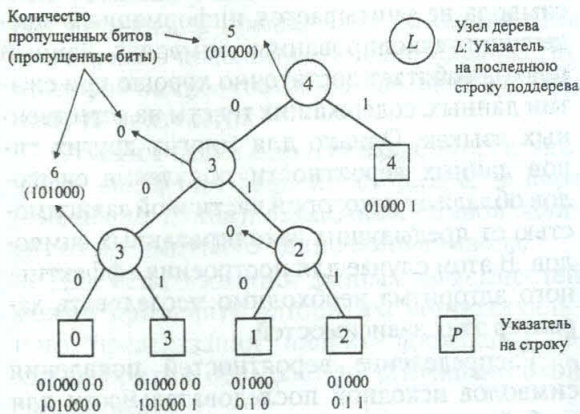 Количество
пропущенных битов
(пропущенные биты)
5
(01000)
Узел дерева
L
L: Указатель
на последнюю
строку поддерева
4
0
1
0
3
4
6
(101000)
0
1
01000 1
0
3
2
0
1
0
1
0
3
1
2
P
Указатель
на строку
01000 0 0
101000 0
01000 0 0
101000 1
01000
0 1 0
01000
0 1 1